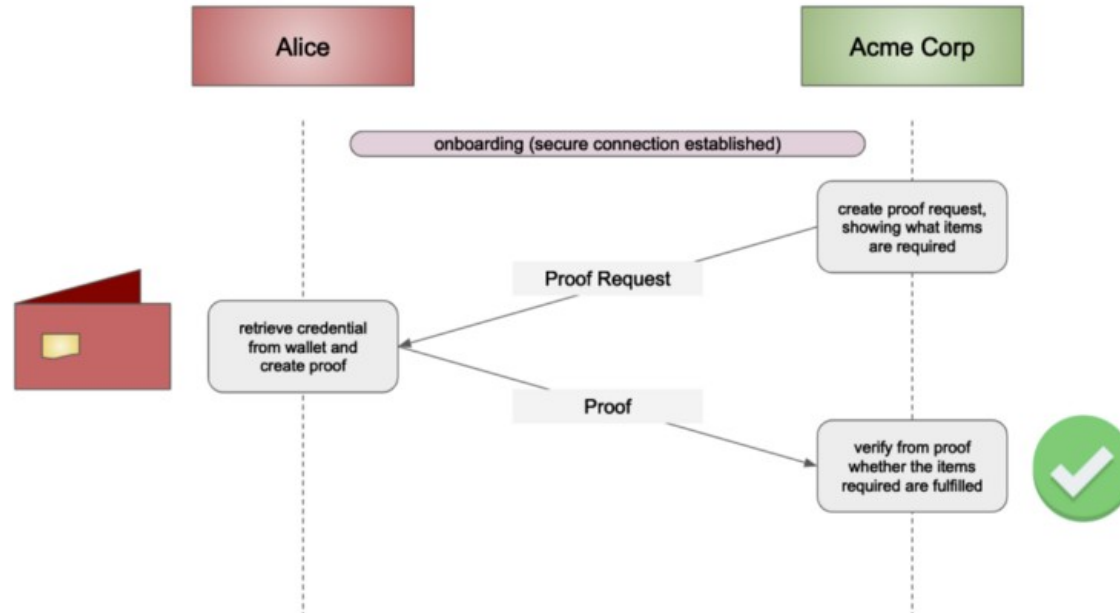 Alice
Acme Corp
onboarding (secure connection established)
create proof request,
showing what items
are required
Proof Request
retrieve credential
from wallet and
create proof
Proof
verify from proof
whether the items
required are fulfilled